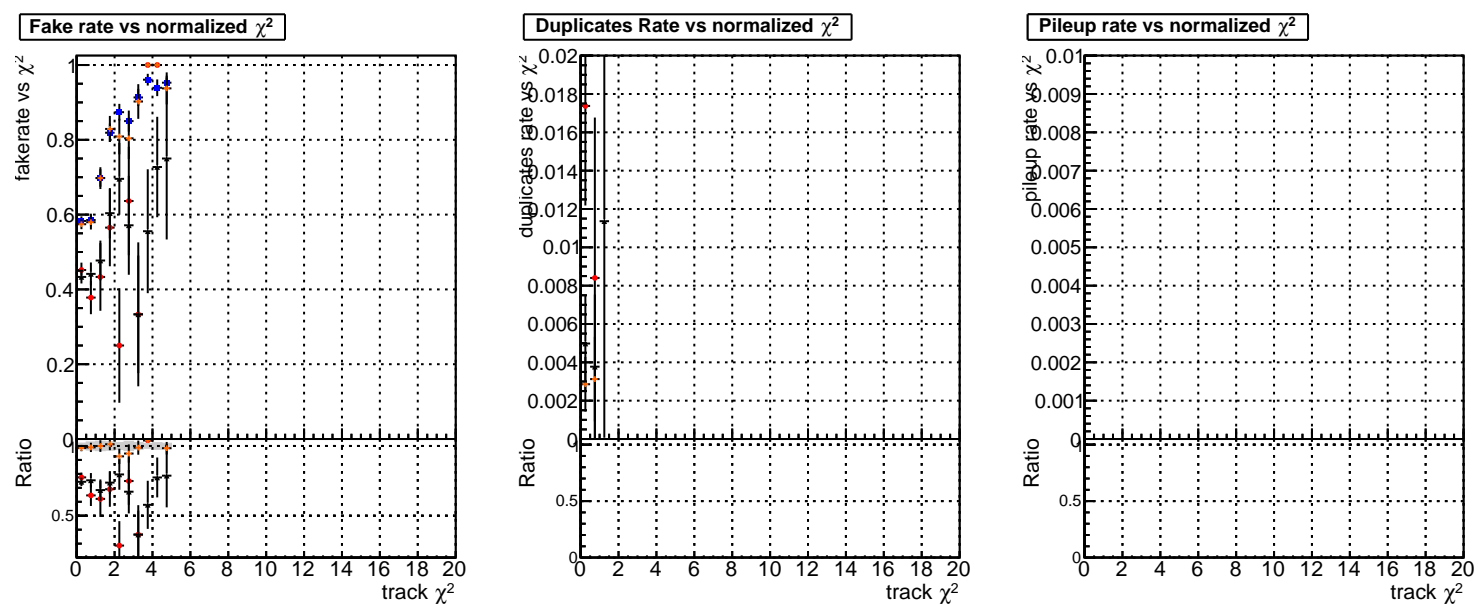 Fake rate vs normalized χ²
fakerate vs χ²
1
0.8
0.6
0.4
0.2
0
Ratio
1
0.5
0 2 4 6 8 10 12 14 16 18 20
track χ²
Duplicates Rate vs normalized χ²
duplicates rate vs χ²
0.02
0.018
0.016
0.014
0.012
0.01
0.008
0.006
0.004
0.002
0
Ratio
1
0.5
0
0 2 4 6 8 10 12 14 16 18 20
track χ²
Pileup rate vs normalized χ²
pileup rate vs χ²
0.01
0.009
0.008
0.007
0.006
0.005
0.004
0.003
0.002
0.001
0
Ratio
1
0.5
0
0 2 4 6 8 10 12 14 16 18 20
track χ²